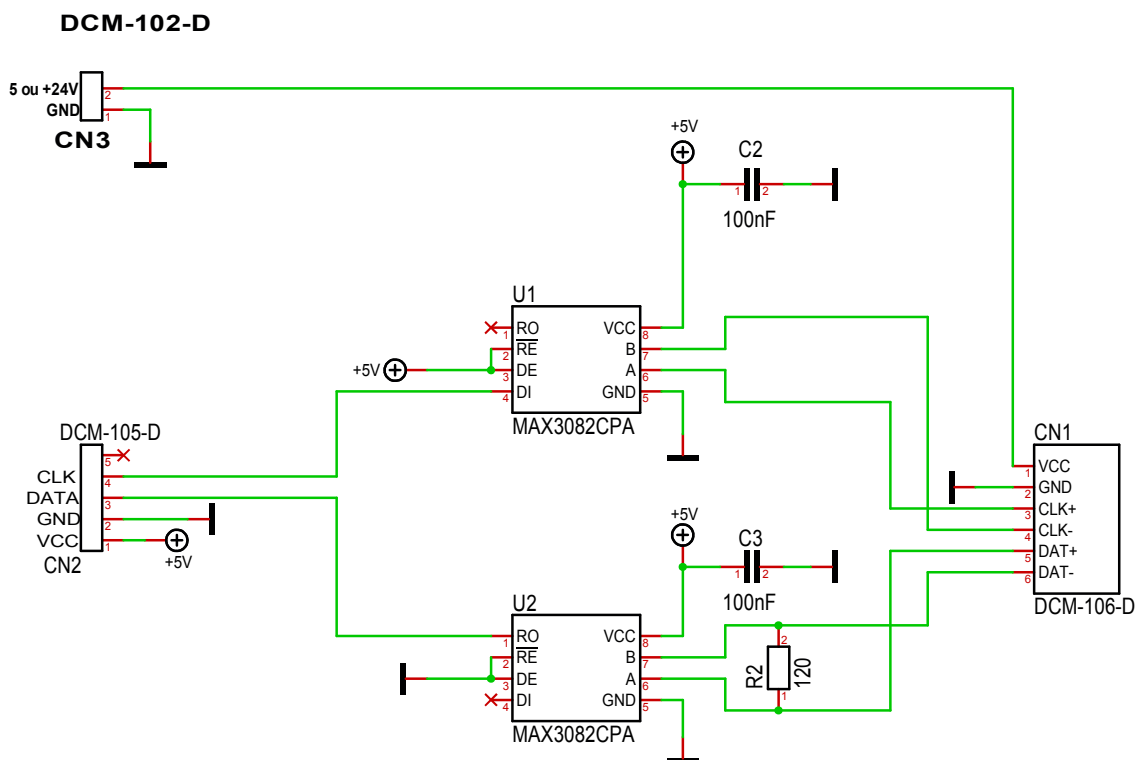 DCM-102-D
5 ou +24V
2
GND
1
CN3
+5V
C2
1 2
100nF
U1
RO
1
RE
2
DE
3
DI
4
VCC
8
B
7
A
6
GND
5
MAX3082CPA
+5V
DCM-105-D
5
CLK
4
DATA
3
GND
2
VCC
1
CN2
+5V
CN1
VCC
1
GND
2
CLK+
3
CLK-
4
DAT+
5
DAT-
6
DCM-106-D
+5V
C3
1 2
100nF
U2
RO
1
RE
2
DE
3
DI
4
VCC
8
B
7
A
6
GND
5
MAX3082CPA
R2
120
2
1